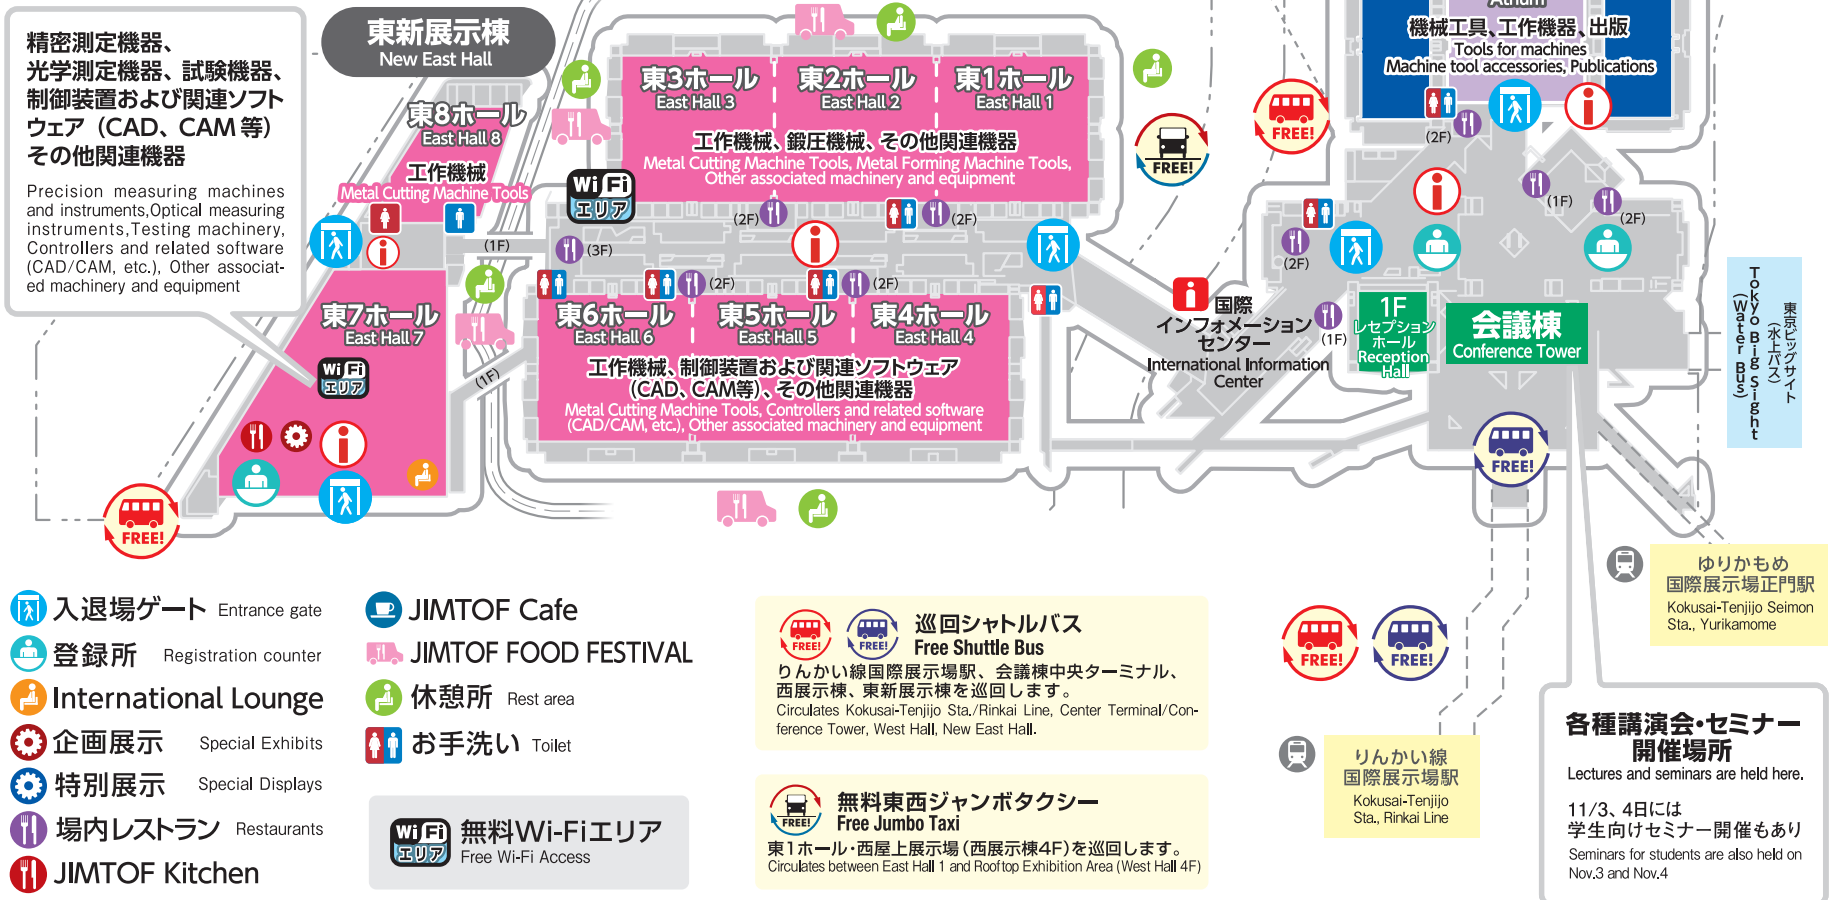 精密測定機器、
光学測定機器、試験機器、
制御装置および関連ソフト
ウェア（CAD、CAM 等）
その他関連機器
Precision measuring machines
and instruments,Optical measuring
instruments,Testing machinery,
Controllers and related software
(CAD/CAM, etc.), Other associat-
ed machinery and equipment
東新展示棟
New East Hall
東8ホール
East Hall 8
工作機械
Metal Cutting Machine Tools
東7ホール
East Hall 7
WiFi
エリア
(1F)
(1F)
FREE!
東3ホール
East Hall 3
東2ホール
East Hall 2
東1ホール
East Hall 1
工作機械、鍛圧機械、その他関連機器
Metal Cutting Machine Tools, Metal Forming Machine Tools,
Other associated machinery and equipment
WiFi
エリア
(3F)
(2F)
(2F)
(2F)
(2F)
東6ホール
East Hall 6
東5ホール
East Hall 5
東4ホール
East Hall 4
工作機械、制御装置および関連ソフトウェア
（CAD、CAM等）、その他関連機器
Metal Cutting Machine Tools, Controllers and related software
(CAD/CAM, etc.), Other associated machinery and equipment
FREE!
FREE!
Atrium
機械工具、工作機器、出版
Tools for machines
Machine tool accessories, Publications
(2F)
(1F)
(2F)
(2F)
(1F)
国際
インフォメーション
センター
International Information
Center
1F
レセプション
ホール
Reception
Hall
会議棟
Conference Tower
FREE!
東京ビッグサイト
（水上バス）
Tokyo Big Sight
(Water Bus)
ゆりかもめ
国際展示場正門駅
Kokusai-Tenjijo Seimon
Sta., Yurikamome
FREE!
FREE!
りんかい線
国際展示場駅
Kokusai-Tenjijo
Sta., Rinkai Line
各種講演会・セミナー
開催場所
Lectures and seminars are held here.
11/3、4日には
学生向けセミナー開催もあり
Seminars for students are also held on
Nov.3 and Nov.4
入退場ゲート Entrance gate
登録所 Registration counter
International Lounge
企画展示 Special Exhibits
特別展示 Special Displays
場内レストラン Restaurants
JIMTOF Kitchen
JIMTOF Cafe
JIMTOF FOOD FESTIVAL
休憩所 Rest area
お手洗い Toilet
WiFi
エリア
無料Wi-Fiエリア
Free Wi-Fi Access
FREE!
FREE!
巡回シャトルバス
Free Shuttle Bus
りんかい線国際展示場駅、会議棟中央ターミナル、
西展示棟、東新展示棟を巡回します。
Circulates Kokusai-Tenjijo Sta./Rinkai Line, Center Terminal/Con-
ference Tower, West Hall, New East Hall.
FREE!
無料東西ジャンボタクシー
Free Jumbo Taxi
東1ホール・西屋上展示場（西展示棟4F）を巡回します。
Circulates between East Hall 1 and Rooftop Exhibition Area (West Hall 4F)